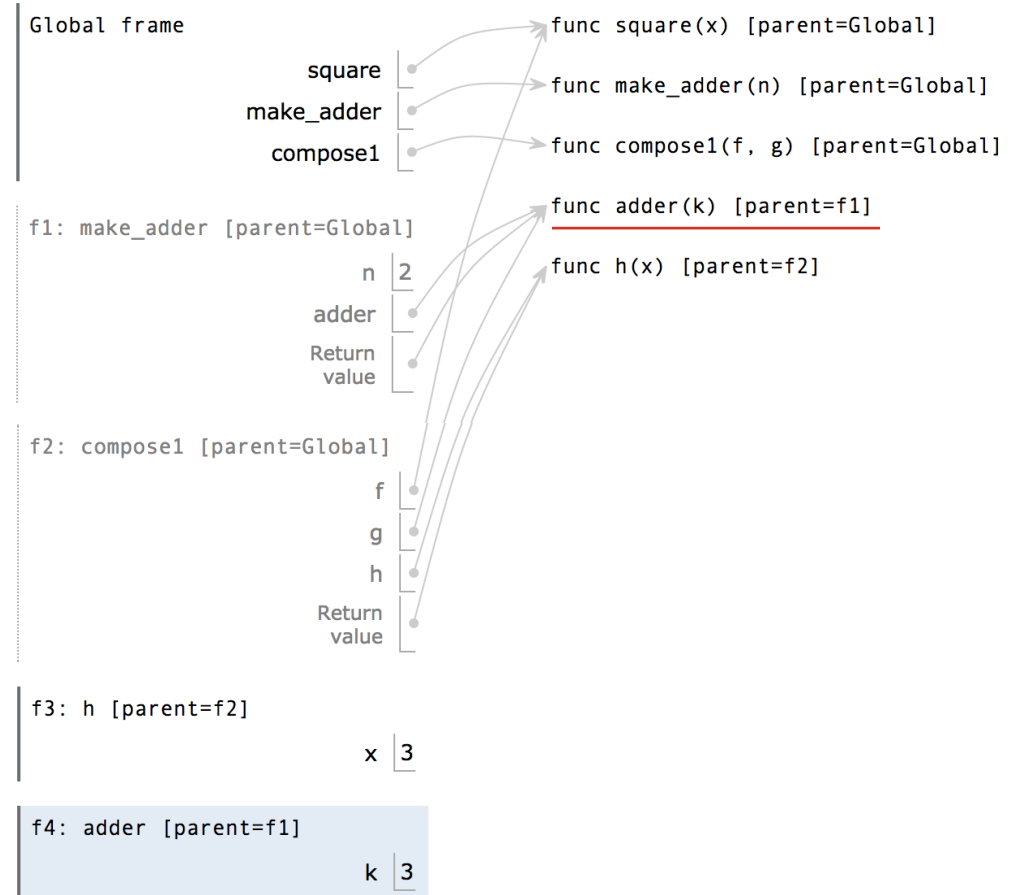 Global frame
square
make_adder
compose1
func square(x) [parent=Global]
func make_adder(n) [parent=Global]
func compose1(f, g) [parent=Global]
func adder(k) [parent=f1]
func h(x) [parent=f2]
f1: make_adder [parent=Global]
n 2
adder
Return
value
f2: compose1 [parent=Global]
f
g
h
Return
value
f3: h [parent=f2]
x 3
f4: adder [parent=f1]
k 3